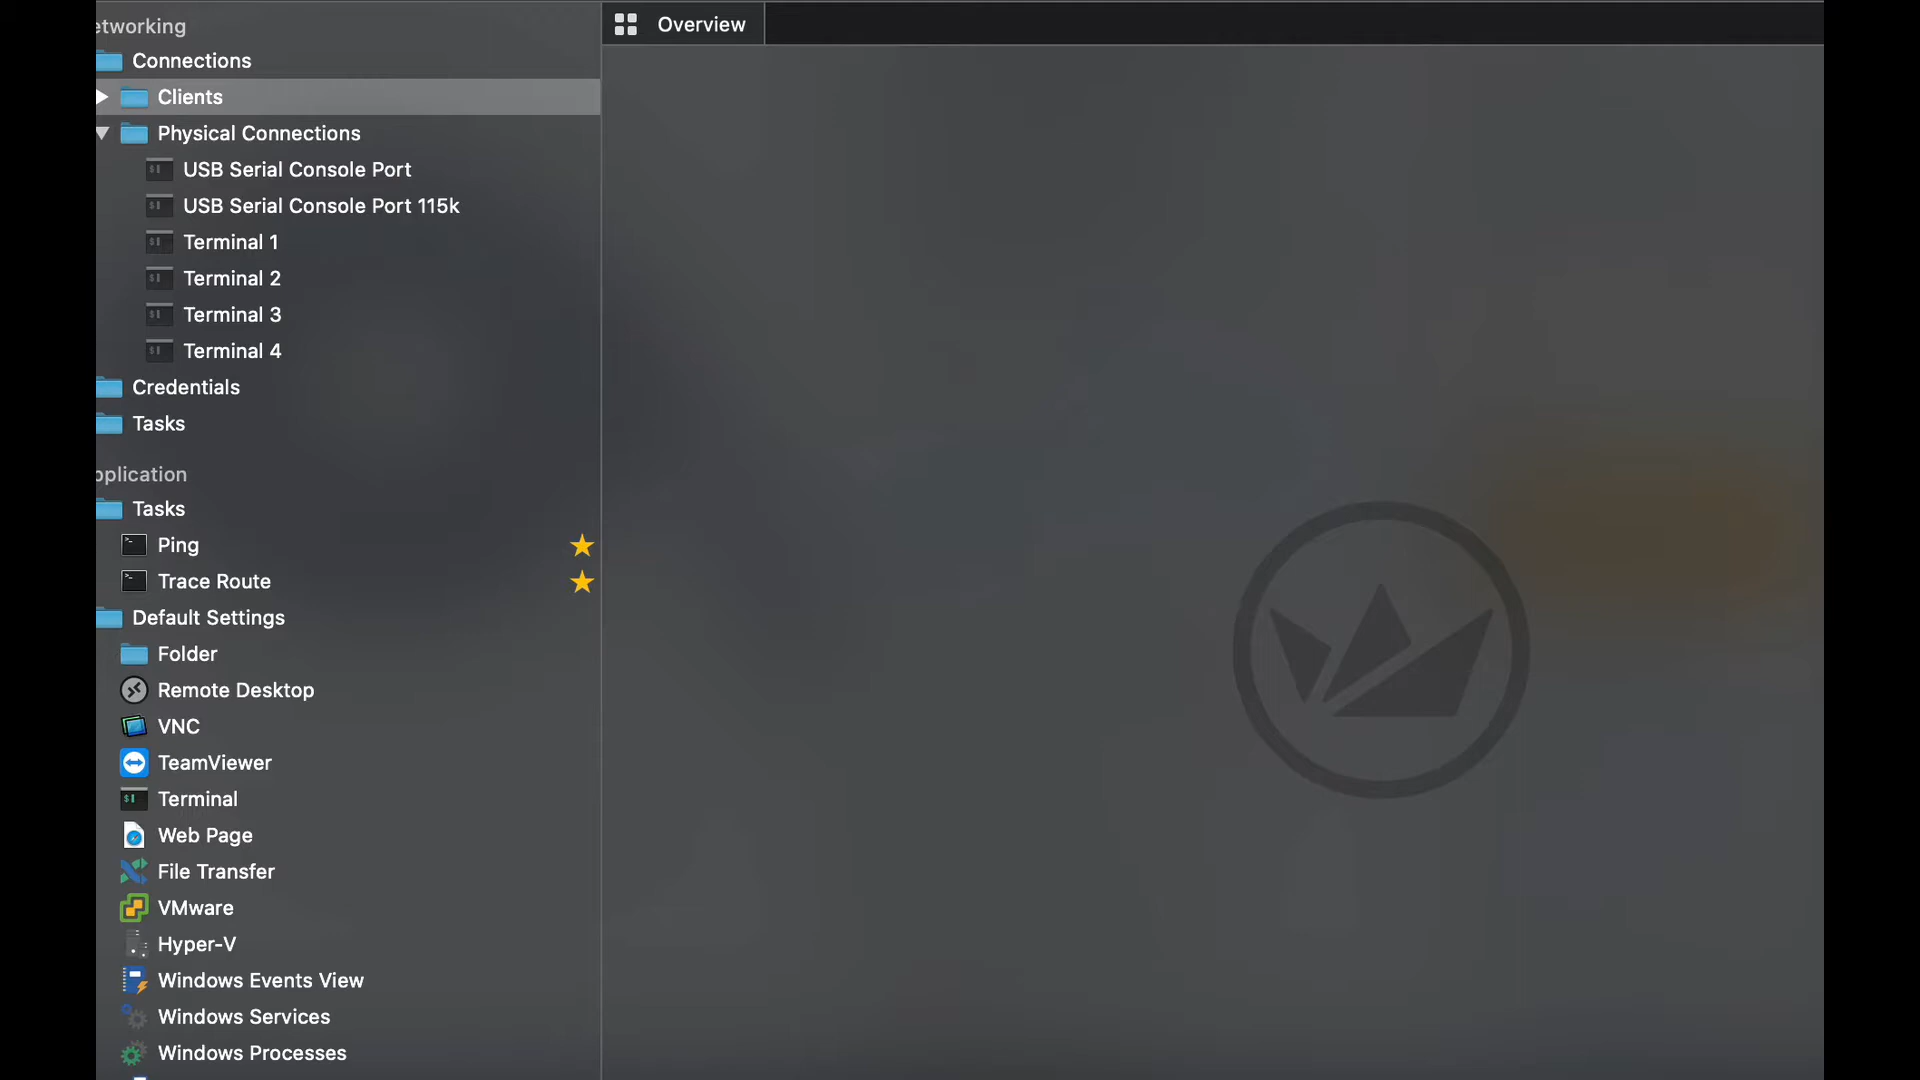 etworking
Overview
Connections
Clients
Physical Connections
USB Serial Console Port
USB Serial Console Port 115k
Terminal 1
Terminal 2
Terminal 3
Terminal 4
Credentials
Tasks
pplication
Tasks
Ping
Trace Route
Default Settings
Folder
Remote Desktop
VNC
TeamViewer
Terminal
Web Page
File Transfer
VMware
Hyper-V
Windows Events View
Windows Services
Windows Processes